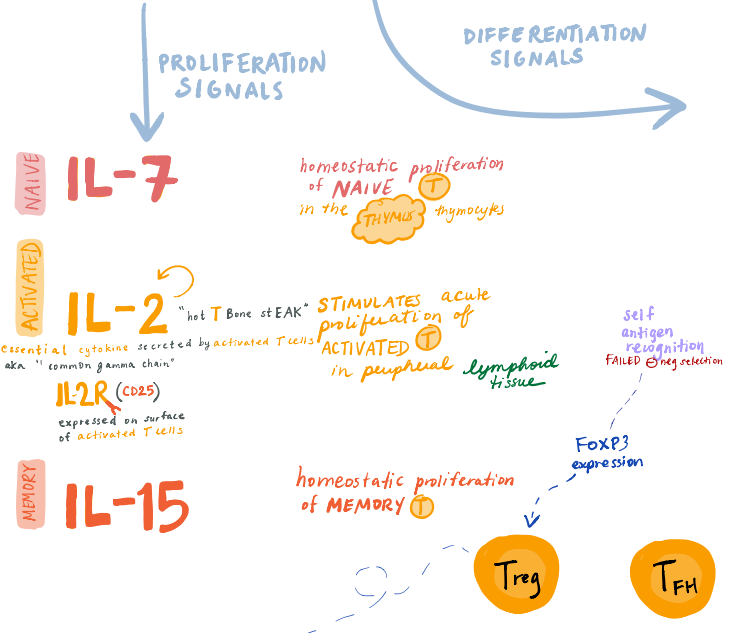 PROLIFERATION
SIGNALS
DIFFERENTIATION
SIGNALS
NAIVE
IL-7
homeostatic proliferation
of NAIVE T
in the THYMUS thymocytes
ACTIVATED
IL-2
"hot T Bone stEAK"
essential cytokine secreted by activated T cells
aka "common gamma chain"
IL-2R (CD25)
expressed on surface
of activated T cells
STIMULATES acute
proliferation of
ACTIVATED T
in peripheral lymphoid
tissue
self
antigen
recognition
FAILED ⊖ neg selection
FOXP3
expression
MEMORY
IL-15
homeostatic proliferation
of MEMORY T
Treg
TFH